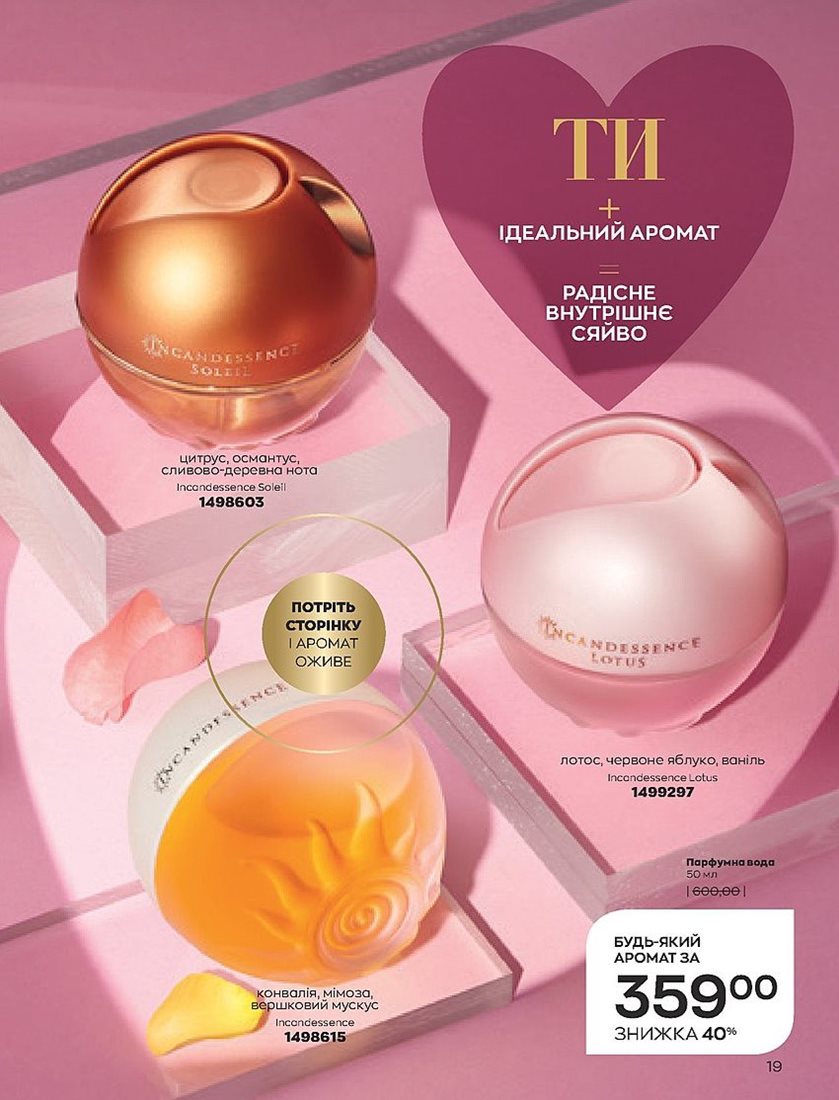 ТИ
+
ІДЕАЛЬНИЙ АРОМАТ
=
РАДІСНЕ
ВНУТРІШНЄ
СЯЙВО
INCANDESSENCE
SOLEIL
цитрус, османтус,
сливово-деревна нота
Incandessence Soleil
1498603
ПОТРІТЬ
СТОРІНКУ
І АРОМАТ
ОЖИВЕ
INCANDESSENCE
LOTUS
лотос, червоне яблуко, ваніль
Incandessence Lotus
1499297
INCANDESSENCE
конвалія, мімоза,
вершковий мускус
Incandessence
1498615
Парфумна вода
50 мл
| 600,00 |
БУДЬ-ЯКИЙ
АРОМАТ ЗА
35900
ЗНИЖКА 40%
19